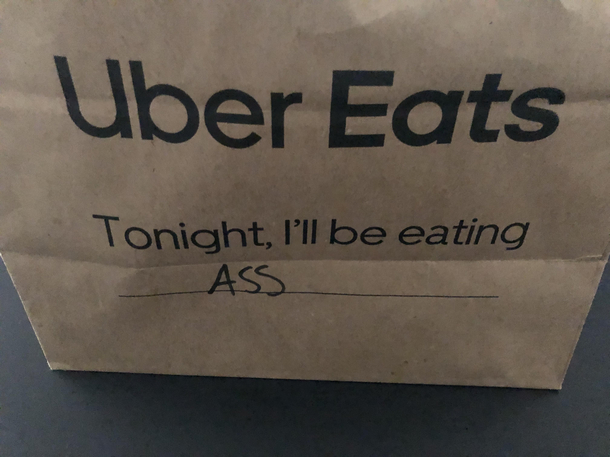 Uber Eats
Tonight, I'll be eating
ASS